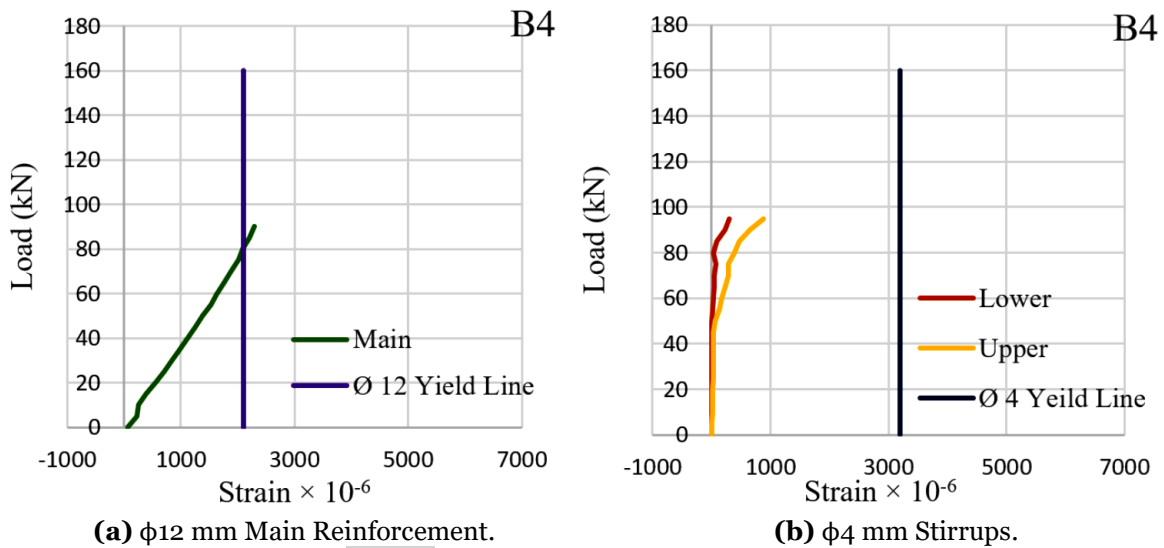 B4
180
160
140
120
100
80
60
40
20
0
Load (kN)
-1000 1000 3000 5000 7000
Strain × 10⁻⁶
Main
Ø 12 Yield Line
(a) ϕ12 mm Main Reinforcement.
B4
180
160
140
120
100
80
60
40
20
0
Load (kN)
-1000 1000 3000 5000 7000
Strain × 10⁻⁶
Lower
Upper
Ø 4 Yeild Line
(b) ϕ4 mm Stirrups.